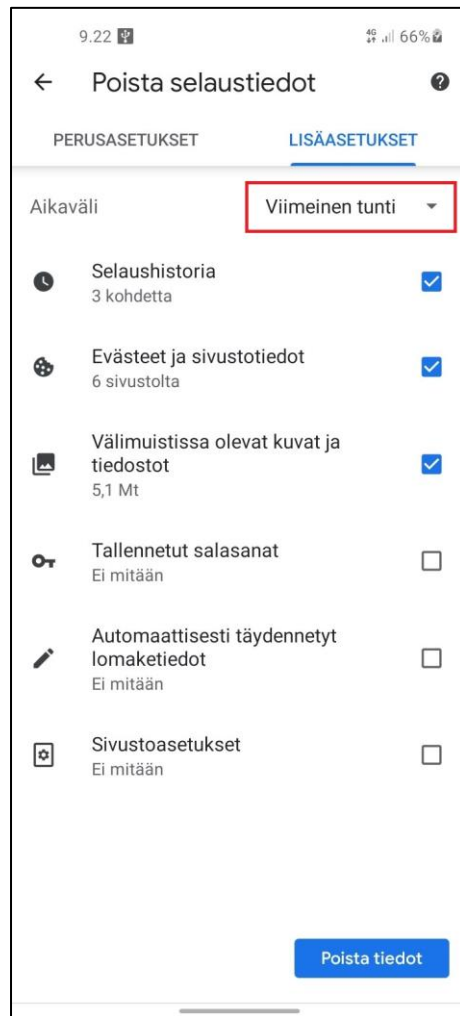 9.22 4G 66%
Poista selaustiedot
PERUSASETUKSET LISÄASETUKSET
Aikaväli Viimeinen tunti
Selaushistoria
3 kohdetta
Evästeet ja sivustotiedot
6 sivustolta
Välimuistissa olevat kuvat ja
tiedostot
5,1 Mt
Tallennetut salasanat
Ei mitään
Automaattisesti täydennetyt
lomaketiedot
Ei mitään
Sivustoasetukset
Ei mitään
Poista tiedot